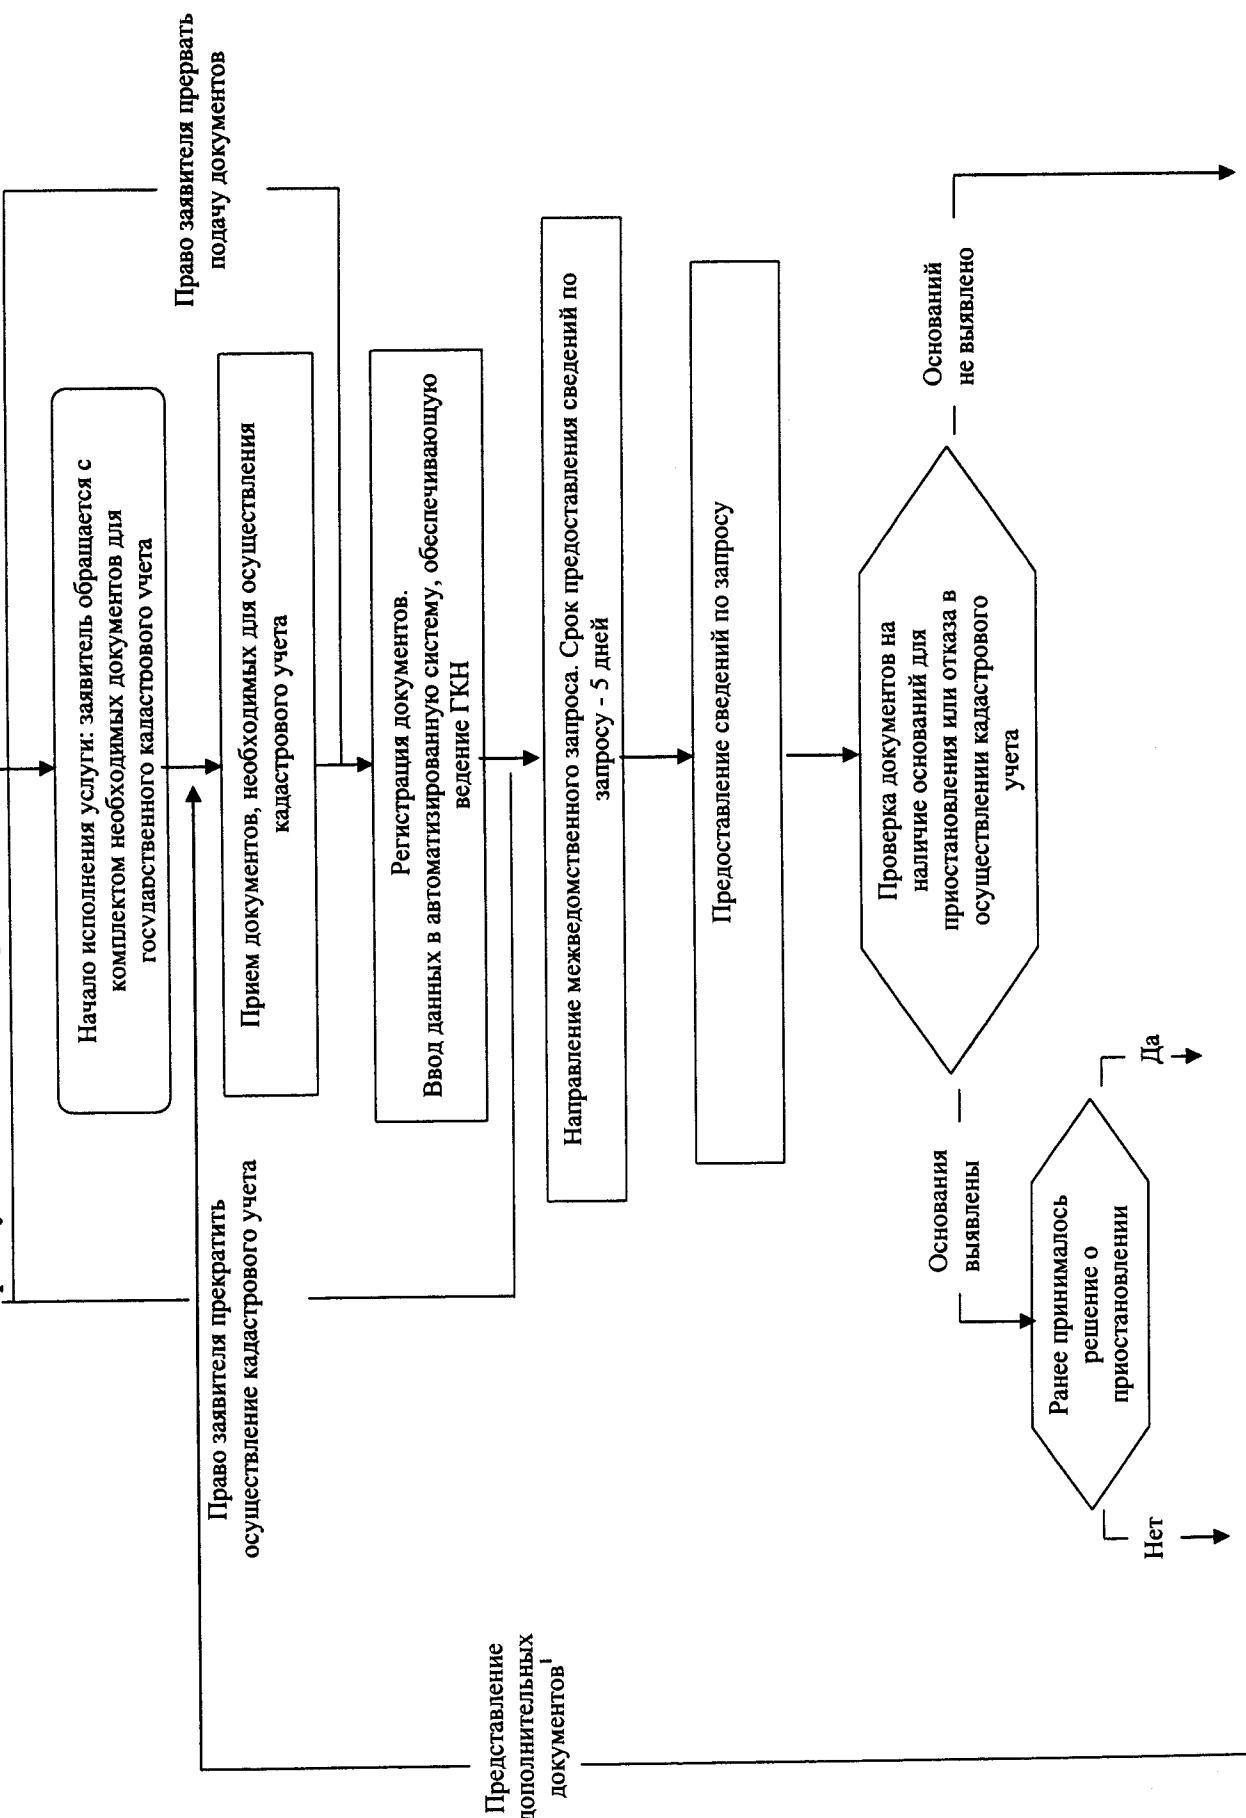 Право заявителя прервать
подачу документов
Начало исполнения услуги: заявитель обращается с
комплектом необходимых документов для
государственного кадастрового учета
Прием документов, необходимых для осуществления
кадастрового учета
Право заявителя прекратить
осуществление кадастрового учета
Регистрация документов.
Ввод данных в автоматизированную систему, обеспечивающую
ведение ГКН
Направление межведомственного запроса. Срок предоставления сведений по
запросу - 5 дней
Представление
дополнительных
документов¹
Предоставление сведений по запросу
Проверка документов на
наличие оснований для
приостановления или отказа в
осуществлении кадастрового
учета
Оснований
не выявлено
Основания
выявлены
Ранее принималось
решение о
приостановлении
Да
Нет